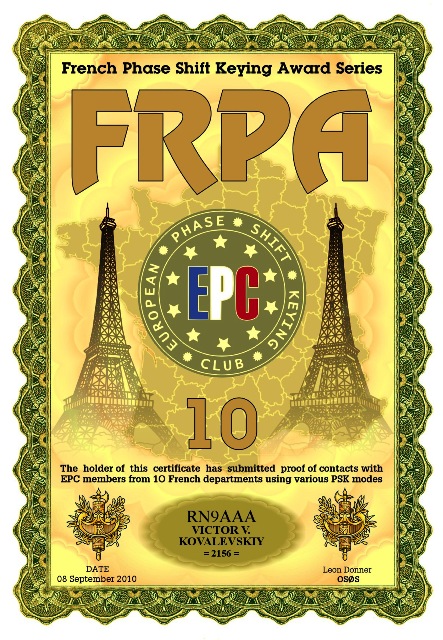 French Phase Shift Keying Award Series
FRPA
EUROPEAN PHASE SHIFT KEYING CLUB
EPC
10
The holder of this certificate has submitted proof of contacts with
EPC members from 10 French departments using various PSK modes
RN9AAA
VICTOR V.
KOVALEVSKIY
= 2156 =
DATE
08 September 2010
Leon Donner
OS0S